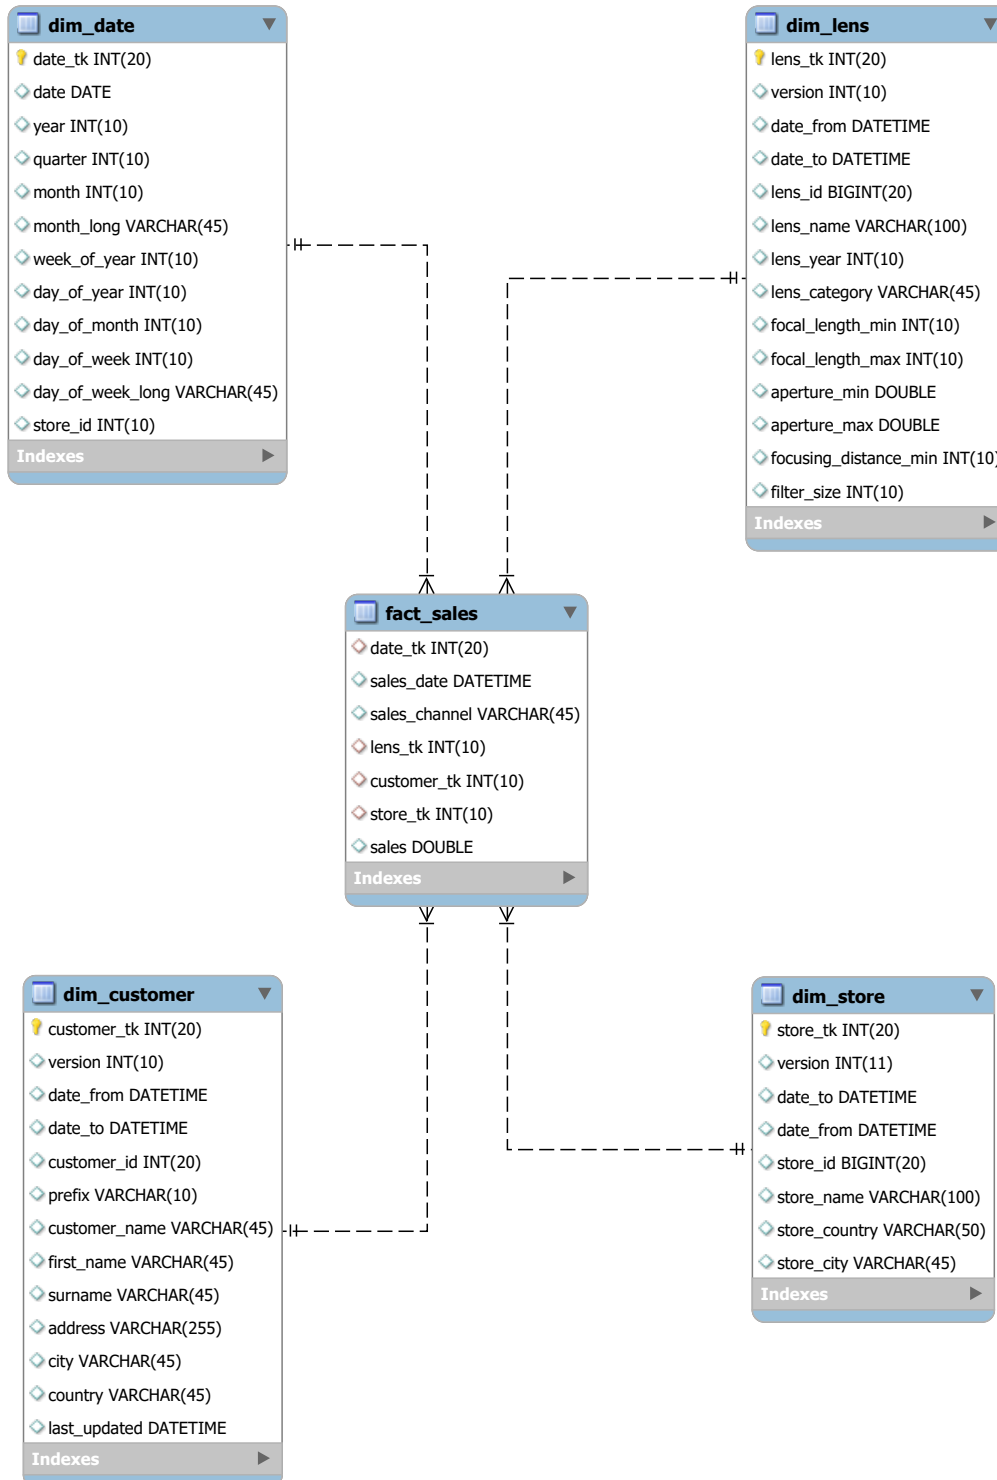 dim_date
date_tk INT(20)
date DATE
year INT(10)
quarter INT(10)
month INT(10)
month_long VARCHAR(45)
week_of_year INT(10)
day_of_year INT(10)
day_of_month INT(10)
day_of_week INT(10)
day_of_week_long VARCHAR(45)
store_id INT(10)
Indexes
dim_lens
lens_tk INT(20)
version INT(10)
date_from DATETIME
date_to DATETIME
lens_id BIGINT(20)
lens_name VARCHAR(100)
lens_year INT(10)
lens_category VARCHAR(45)
focal_length_min INT(10)
focal_length_max INT(10)
aperture_min DOUBLE
aperture_max DOUBLE
focusing_distance_min INT(10)
filter_size INT(10)
Indexes
fact_sales
date_tk INT(20)
sales_date DATETIME
sales_channel VARCHAR(45)
lens_tk INT(10)
customer_tk INT(10)
store_tk INT(10)
sales DOUBLE
Indexes
dim_customer
customer_tk INT(20)
version INT(10)
date_from DATETIME
date_to DATETIME
customer_id INT(20)
prefix VARCHAR(10)
customer_name VARCHAR(45)
first_name VARCHAR(45)
surname VARCHAR(45)
address VARCHAR(255)
city VARCHAR(45)
country VARCHAR(45)
last_updated DATETIME
Indexes
dim_store
store_tk INT(20)
version INT(11)
date_to DATETIME
date_from DATETIME
store_id BIGINT(20)
store_name VARCHAR(100)
store_country VARCHAR(50)
store_city VARCHAR(45)
Indexes